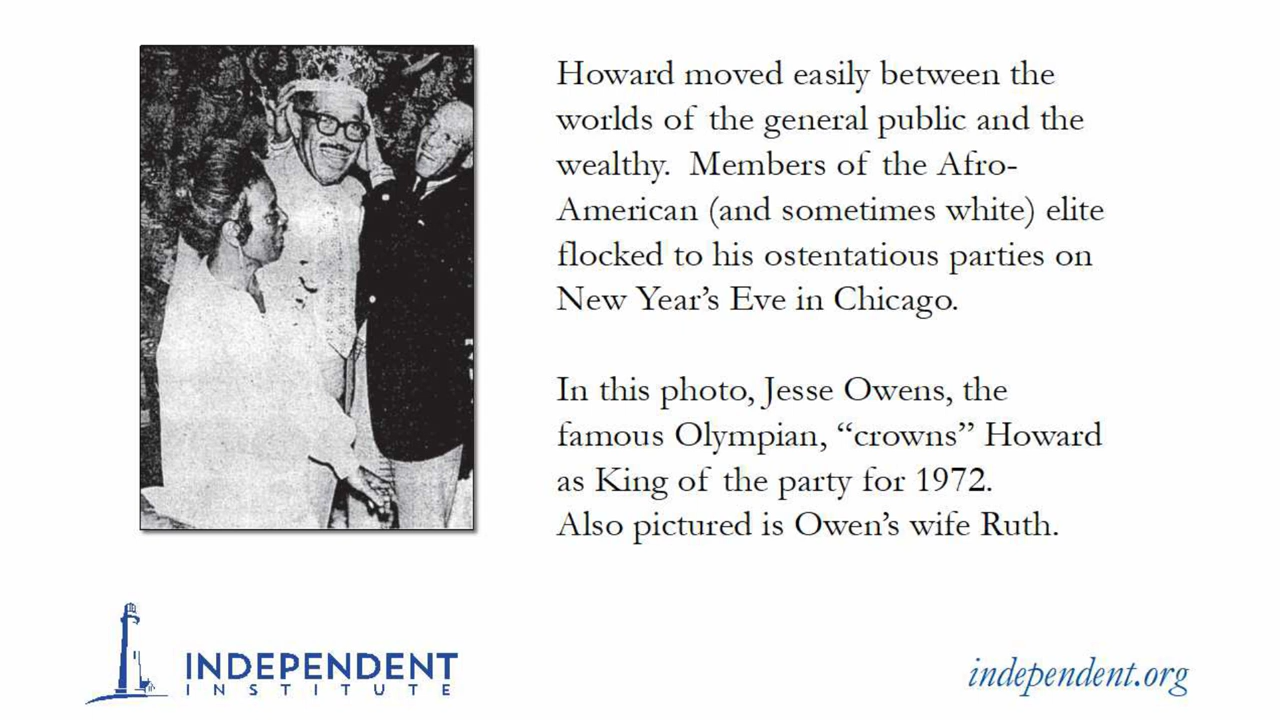 Howard moved easily between the
worlds of the general public and the
wealthy. Members of the Afro-
American (and sometimes white) elite
flocked to his ostentatious parties on
New Year’s Eve in Chicago.
In this photo, Jesse Owens, the
famous Olympian, “crowns” Howard
as King of the party for 1972.
Also pictured is Owen’s wife Ruth.
INDEPENDENT
INSTITUTE
independent.org